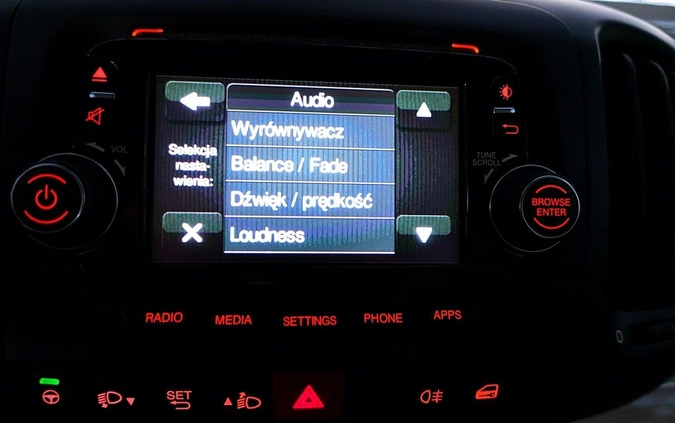 Audio
Wyrównywacz
Selekcja
nasta-
wienia:
Balance / Fade
Dźwięk / prędkość
Loudness
VOL
TUNE
SCROLL
BROWSE
ENTER
RADIO
MEDIA
SETTINGS
PHONE
APPS
SET
0